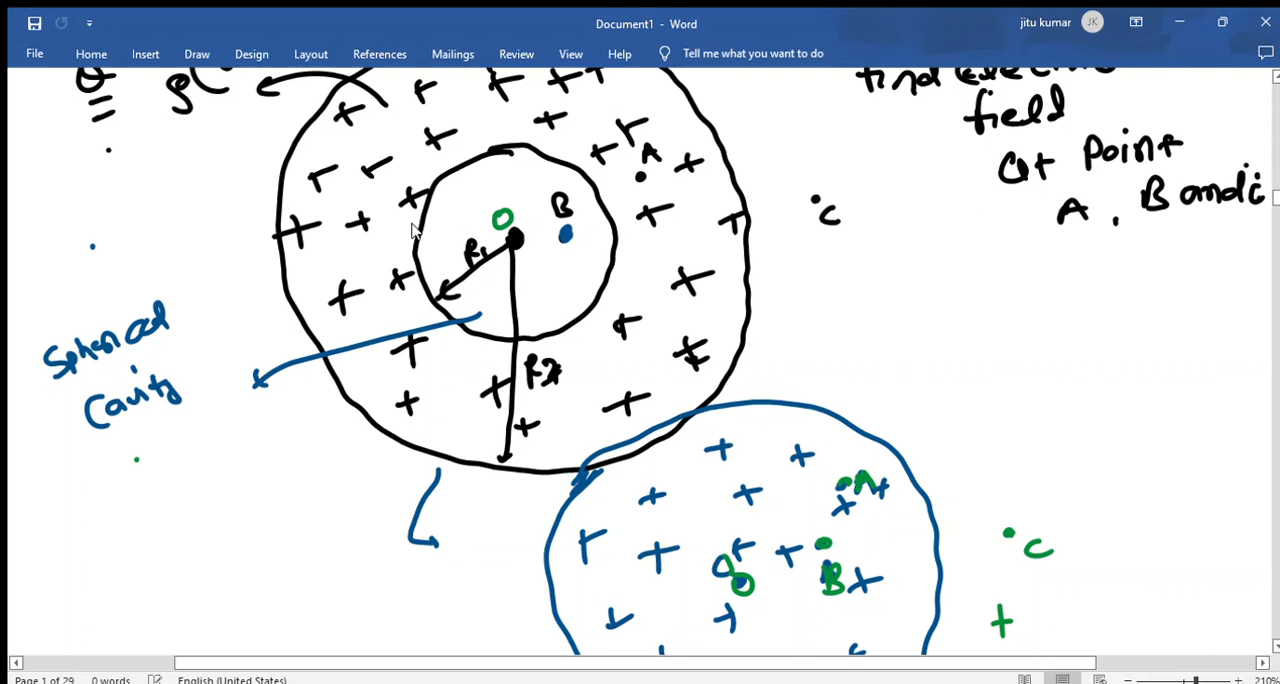 Document1 - Word
jitu kumar
JK
File Home Insert Draw Design Layout References Mailings Review View Help Tell me what you want to do
field
at point
A, B and C
A
B
O
C
R1
R2
Spherical
Cavity
A
B
O
C
Page 1 of 29 0 words English (United States)
210%